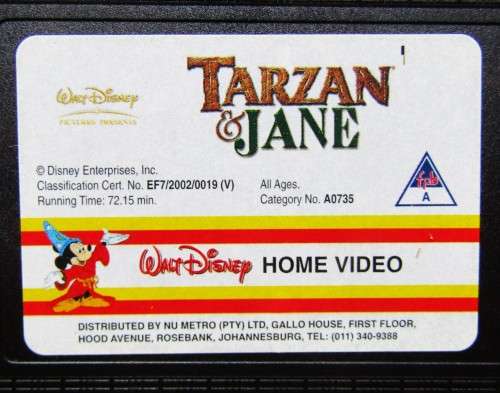 WALT DISNEY
PICTURES PRESENTS
TARZAN
& JANE
© Disney Enterprises, Inc.
Classification Cert. No. EF7/2002/0019 (V)
All Ages.
Running Time: 72.15 min.
Category No. A0735
fpb
A
WALT DISNEY HOME VIDEO
DISTRIBUTED BY NU METRO (PTY) LTD, GALLO HOUSE, FIRST FLOOR,
HOOD AVENUE, ROSEBANK, JOHANNESBURG, TEL: (011) 340-9388